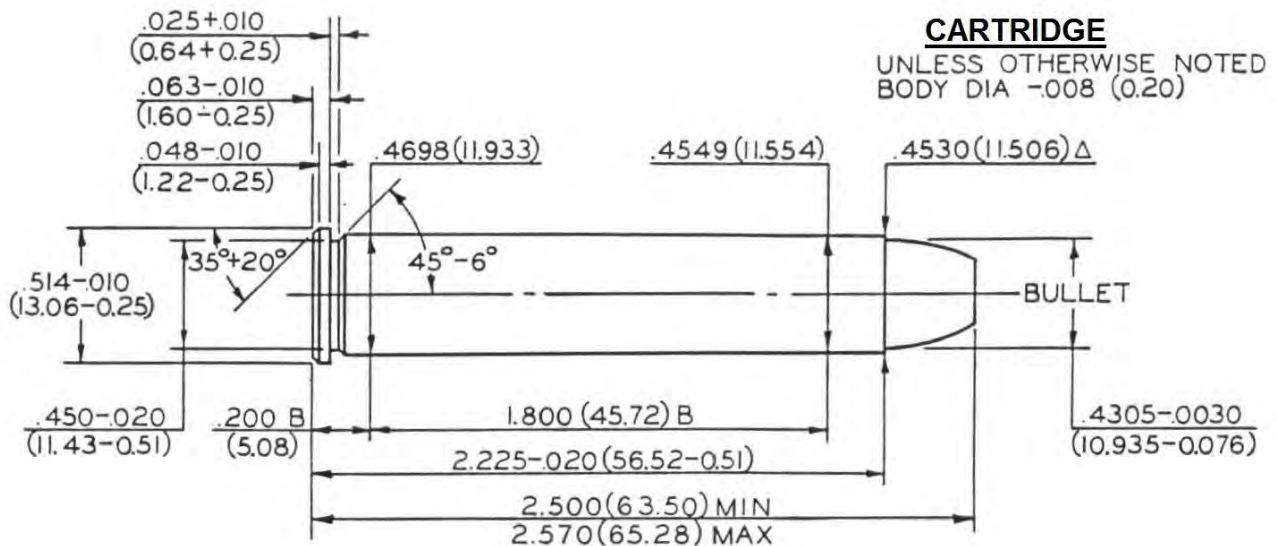 .025+.010
(0.64+0.25)
CARTRIDGE
UNLESS OTHERWISE NOTED
BODY DIA -.008 (0.20)
.063-.010
(1.60-0.25)
.048-.010
(1.22-0.25)
.4698(11.933)
.4549(11.554)
.4530(11.506)Δ
35°+20°
45°-6°
.514-.010
(13.06-0.25)
BULLET
.450-.020
(11.43-0.51)
.200 B
(5.08)
1.800 (45.72) B
.4305-.0030
(10.935-0.076)
2.225-.020(56.52-0.51)
2.500(63.50) MIN
2.570(65.28) MAX